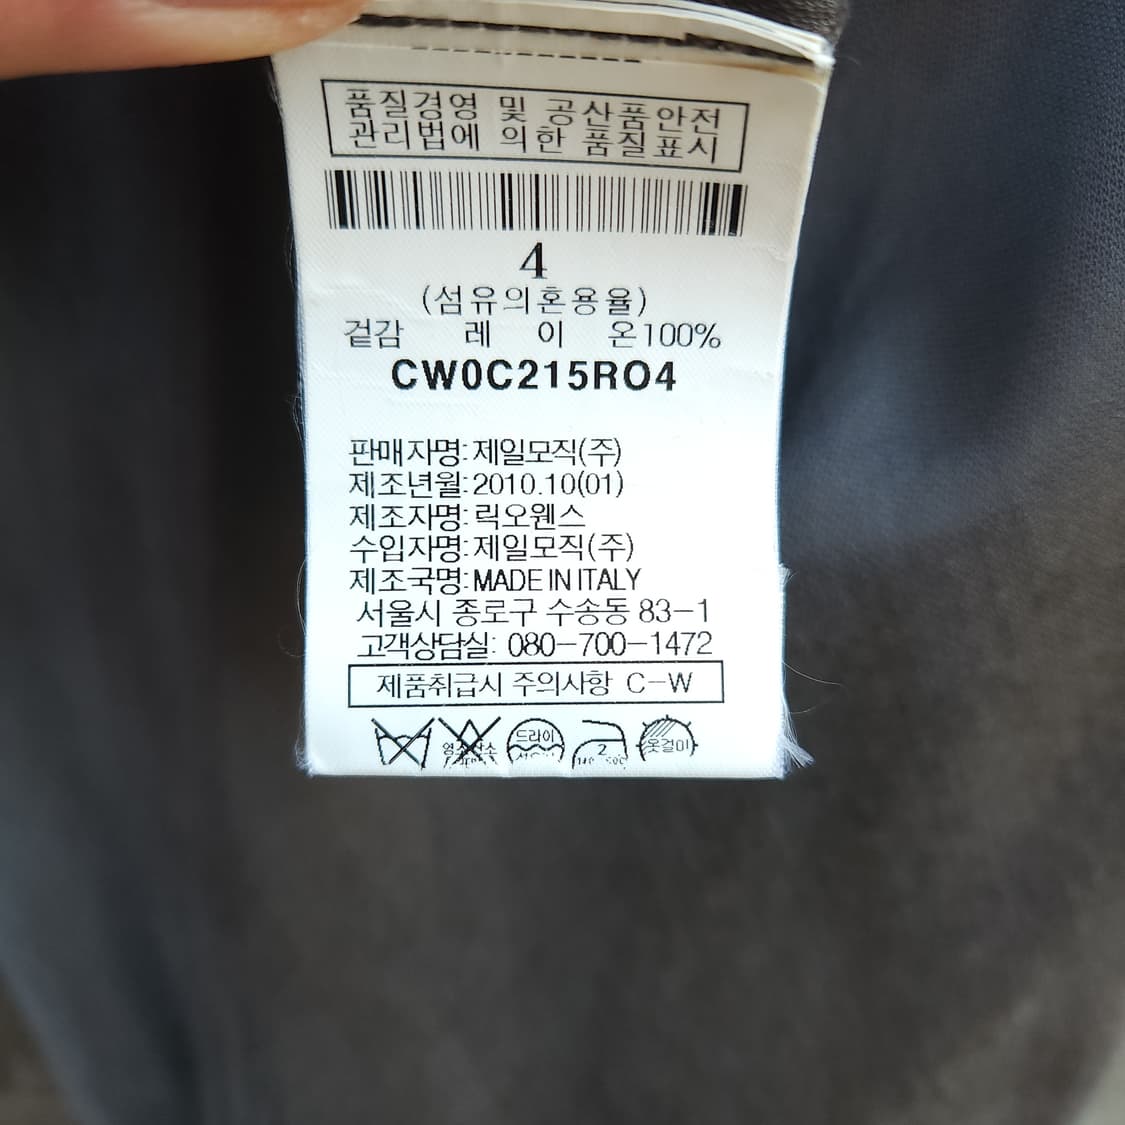 품질경영 및 공산품안전
관리법에 의한 품질표시
4
(섬유의혼용율)
겉감 레 이 온100%
CW0C215RO4
판매자명:제일모직(주)
제조년월:2010.10(01)
제조자명:릭오웬스
수입자명:제일모직(주)
제조국명:MADE IN ITALY
서울시 종로구 수송동 83-1
고객상담실: 080-700-1472
제품취급시 주의사항 C-W
드라이
2
옷걸이